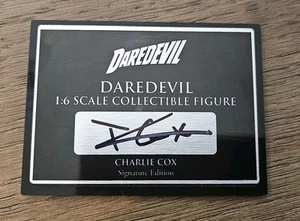 DAREDEVIL
DAREDEVIL
1:6 SCALE COLLECTIBLE FIGURE
CHARLIE COX
Signature Edition